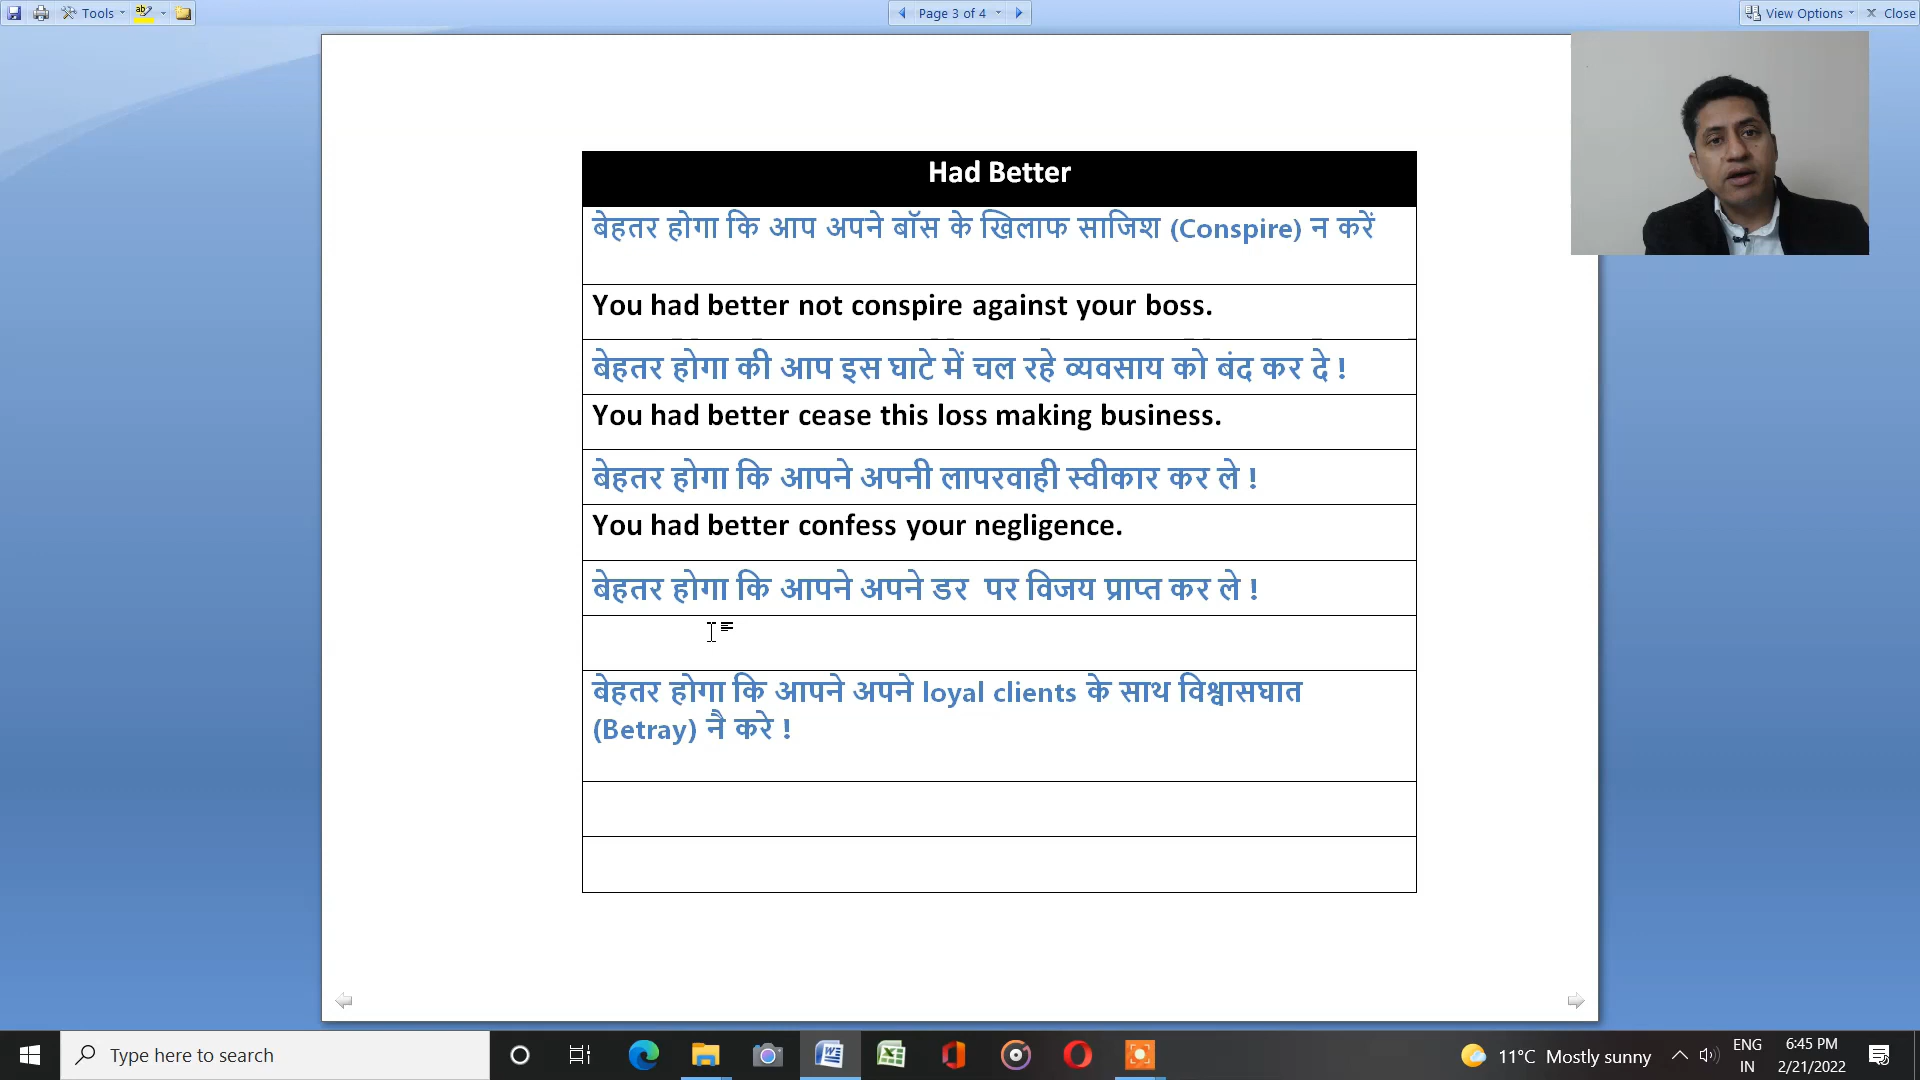 Tools
Page 3 of 4
View Options
Close
Had Better
बेहतर होगा कि आप अपने बॉस के खिलाफ साजिश (Conspire) न करें
You had better not conspire against your boss.
बेहतर होगा की आप इस घाटे में चल रहे व्यवसाय को बंद कर दे !
You had better cease this loss making business.
बेहतर होगा कि आपने अपनी लापरवाही स्वीकार कर ले !
You had better confess your negligence.
बेहतर होगा कि आपने अपने डर पर विजय प्राप्त कर ले !
बेहतर होगा कि आपने अपने loyal clients के साथ विश्वासघात
(Betray) नै करे !
Type here to search
11°C Mostly sunny
ENG
IN
6:45 PM
2/21/2022